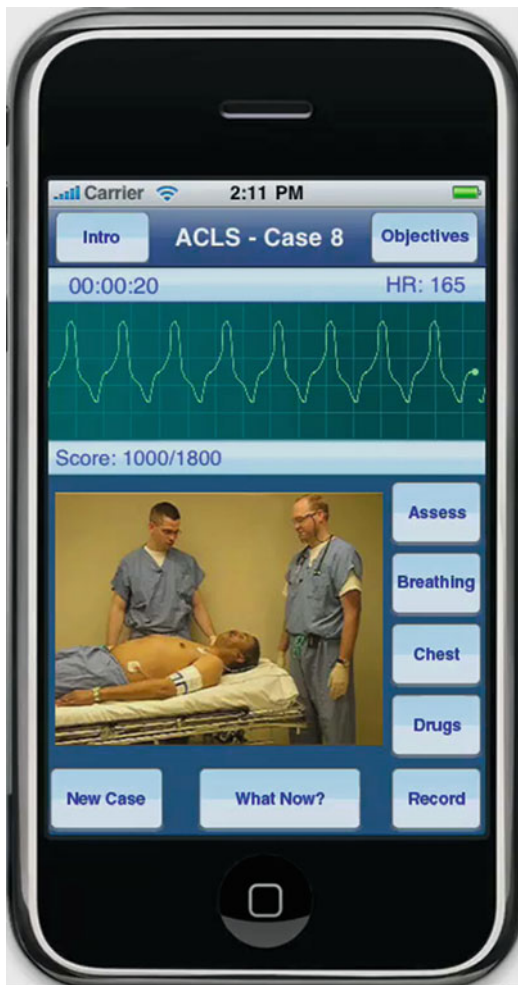 Carrier 2:11 PM
Intro ACLS - Case 8 Objectives
00:00:20 HR: 165
Score: 1000/1800
Assess
Breathing
Chest
Drugs
New Case What Now? Record